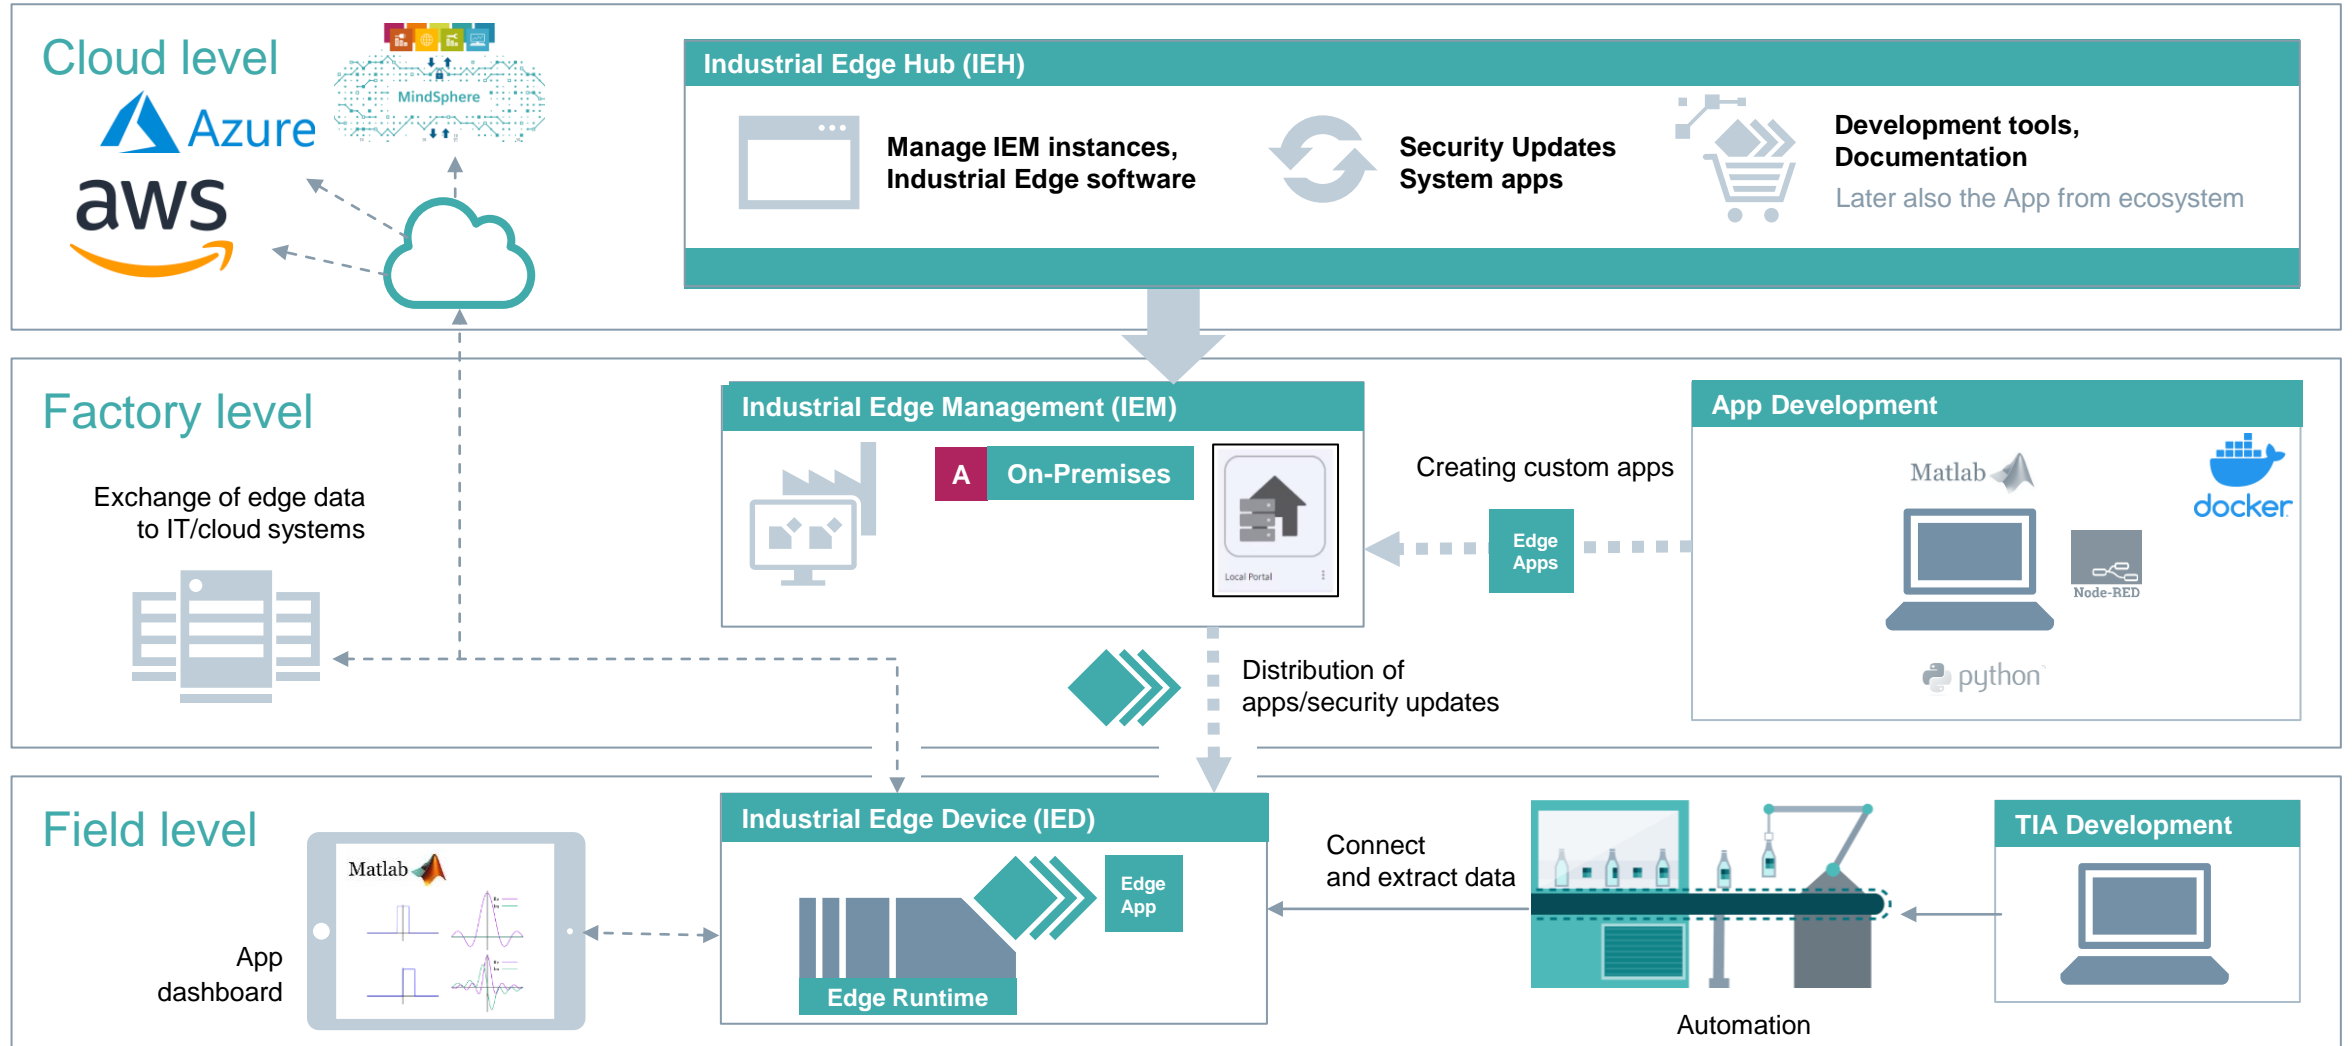 Cloud level
MindSphere
Azure
aws
Industrial Edge Hub (IEH)
Manage IEM instances,
Industrial Edge software
Security Updates
System apps
Development tools,
Documentation
Later also the App from ecosystem
Factory level
Exchange of edge data
to IT/cloud systems
Industrial Edge Management (IEM)
A
On-Premises
Local Portal
Creating custom apps
Edge
Apps
App Development
Matlab
docker
Node-RED
python
Distribution of
apps/security updates
Field level
App
dashboard
Matlab
Industrial Edge Device (IED)
Edge
App
Edge Runtime
Connect
and extract data
Automation
TIA Development